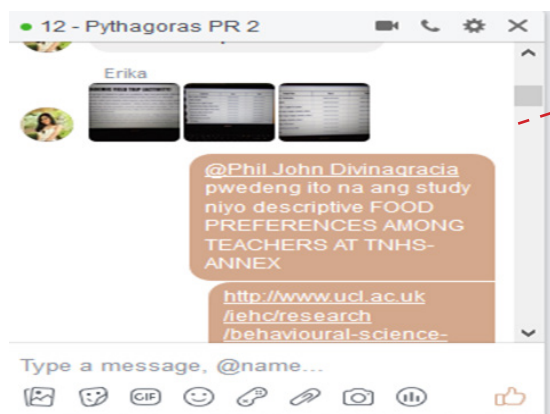 12 - Pythagoras PR 2
Erika
@Phil John Divinagracia
pwedeng ito na ang study
niyo descriptive FOOD
PREFERENCES AMONG
TEACHERS AT TNHS-
ANNEX
http://www.ucl.ac.uk
/iehc/research
/behavioural-science-
Type a message, @name...
GIF